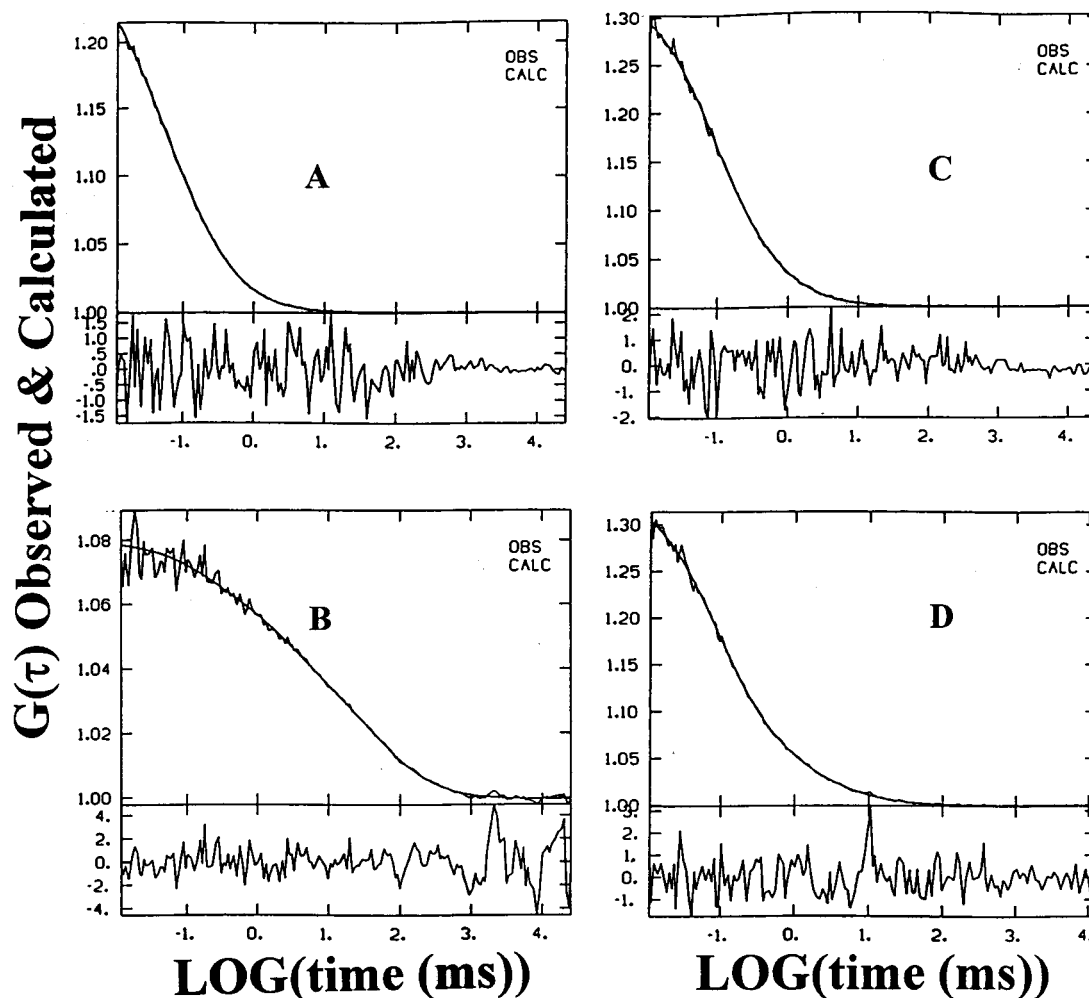 G(τ) Observed & Calculated
1.20
1.15
1.10
1.05
1.00
OBS
CALC
A
1.5
1.0
.5
-.0
-.5
-1.0
-1.5
-1. 0. 1. 2. 3. 4.
1.30
1.25
1.20
1.15
1.10
1.05
1.00
OBS
CALC
C
2.
1.
0.
-1.
-2.
-1. 0. 1. 2. 3. 4.
1.08
1.06
1.04
1.02
1.00
OBS
CALC
B
4.
2.
0.
-2.
-4.
-1. 0. 1. 2. 3. 4.
LOG(time (ms))
1.30
1.25
1.20
1.15
1.10
1.05
1.00
OBS
CALC
D
3.
2.
1.
0.
-1.
-1. 0. 1. 2. 3. 4.
LOG(time (ms))